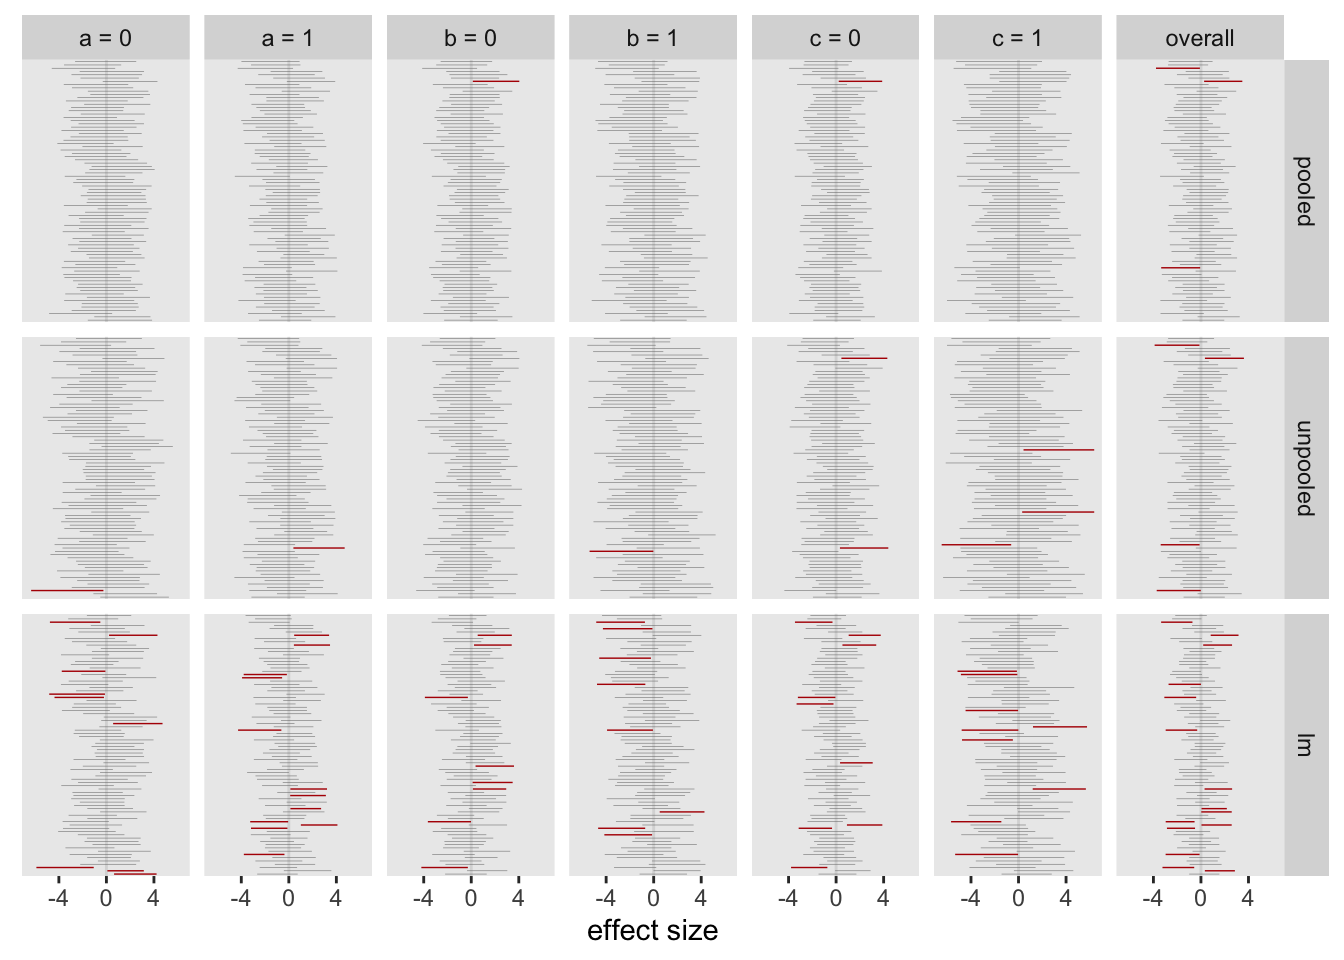 a = 0 a = 1 b = 0 b = 1 c = 0 c = 1 overall
pooled
unpooled
lm
-4 0 4 -4 0 4 -4 0 4 -4 0 4 -4 0 4 -4 0 4 -4 0 4
effect size